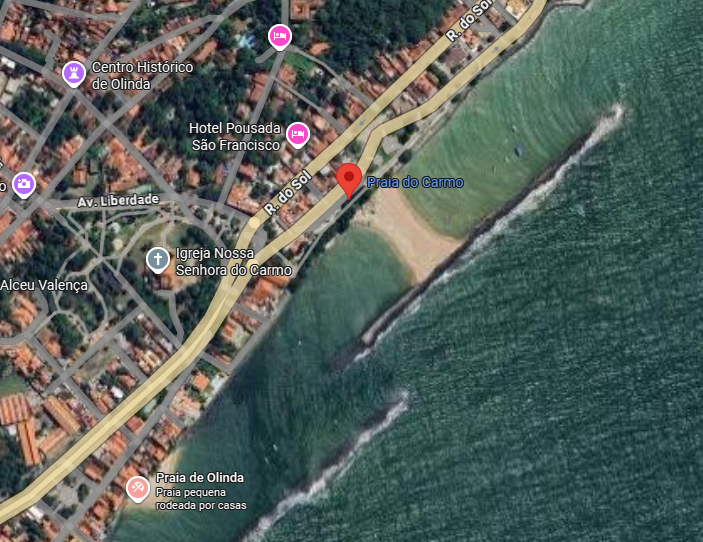 R. do Sol
Centro Histórico
de Olinda
Hotel Pousada
São Francisco
Praia do Carmo
R. do Sol
Av. Liberdade
Igreja Nossa
Senhora do Carmo
Alceu Valença
Praia de Olinda
Praia pequena
rodeada por casas